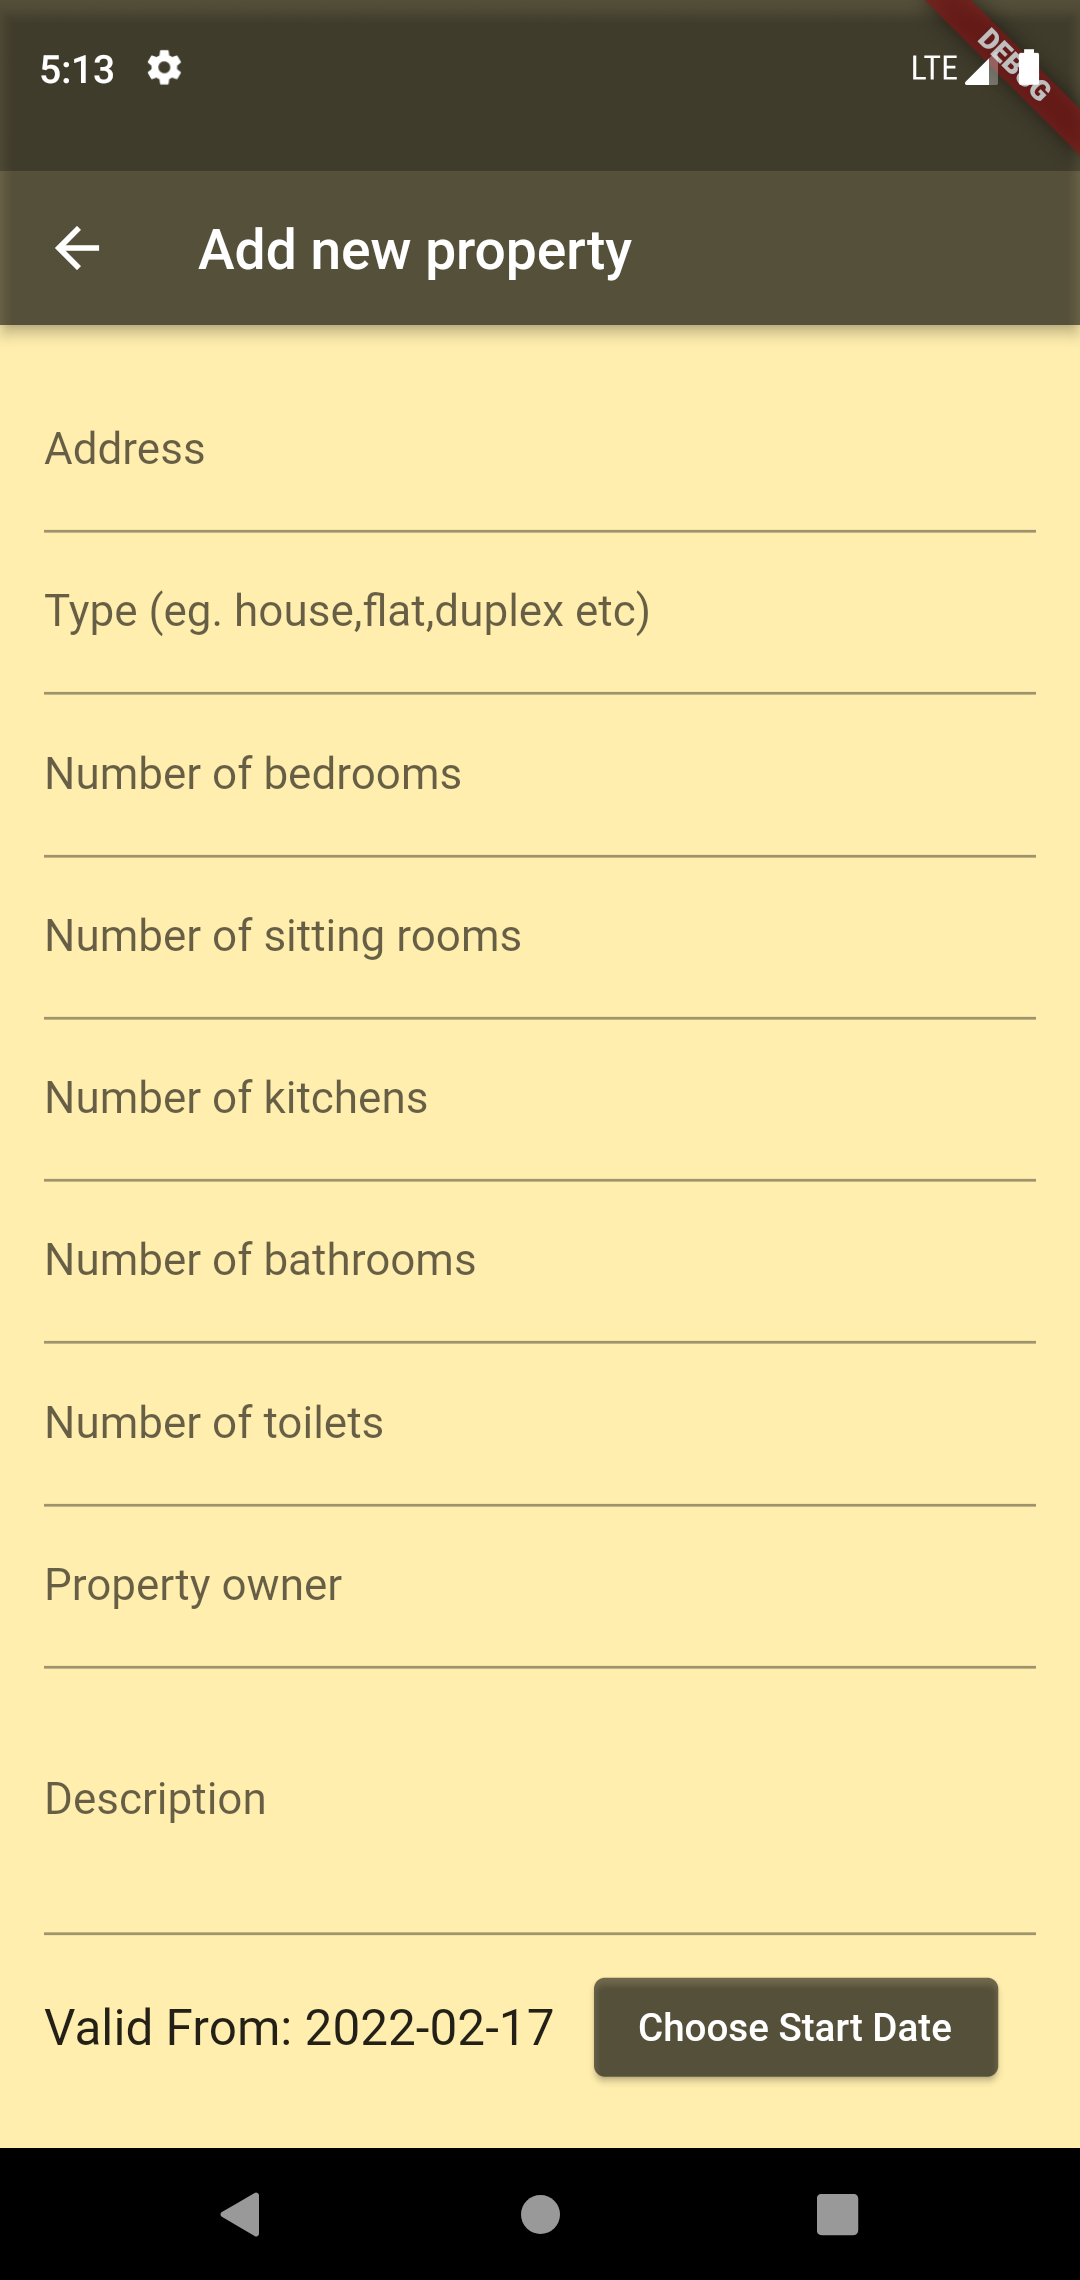 5:13 LTE DEBUG
Add new property
Address
Type (eg. house,flat,duplex etc)
Number of bedrooms
Number of sitting rooms
Number of kitchens
Number of bathrooms
Number of toilets
Property owner
Description
Valid From: 2022-02-17 Choose Start Date